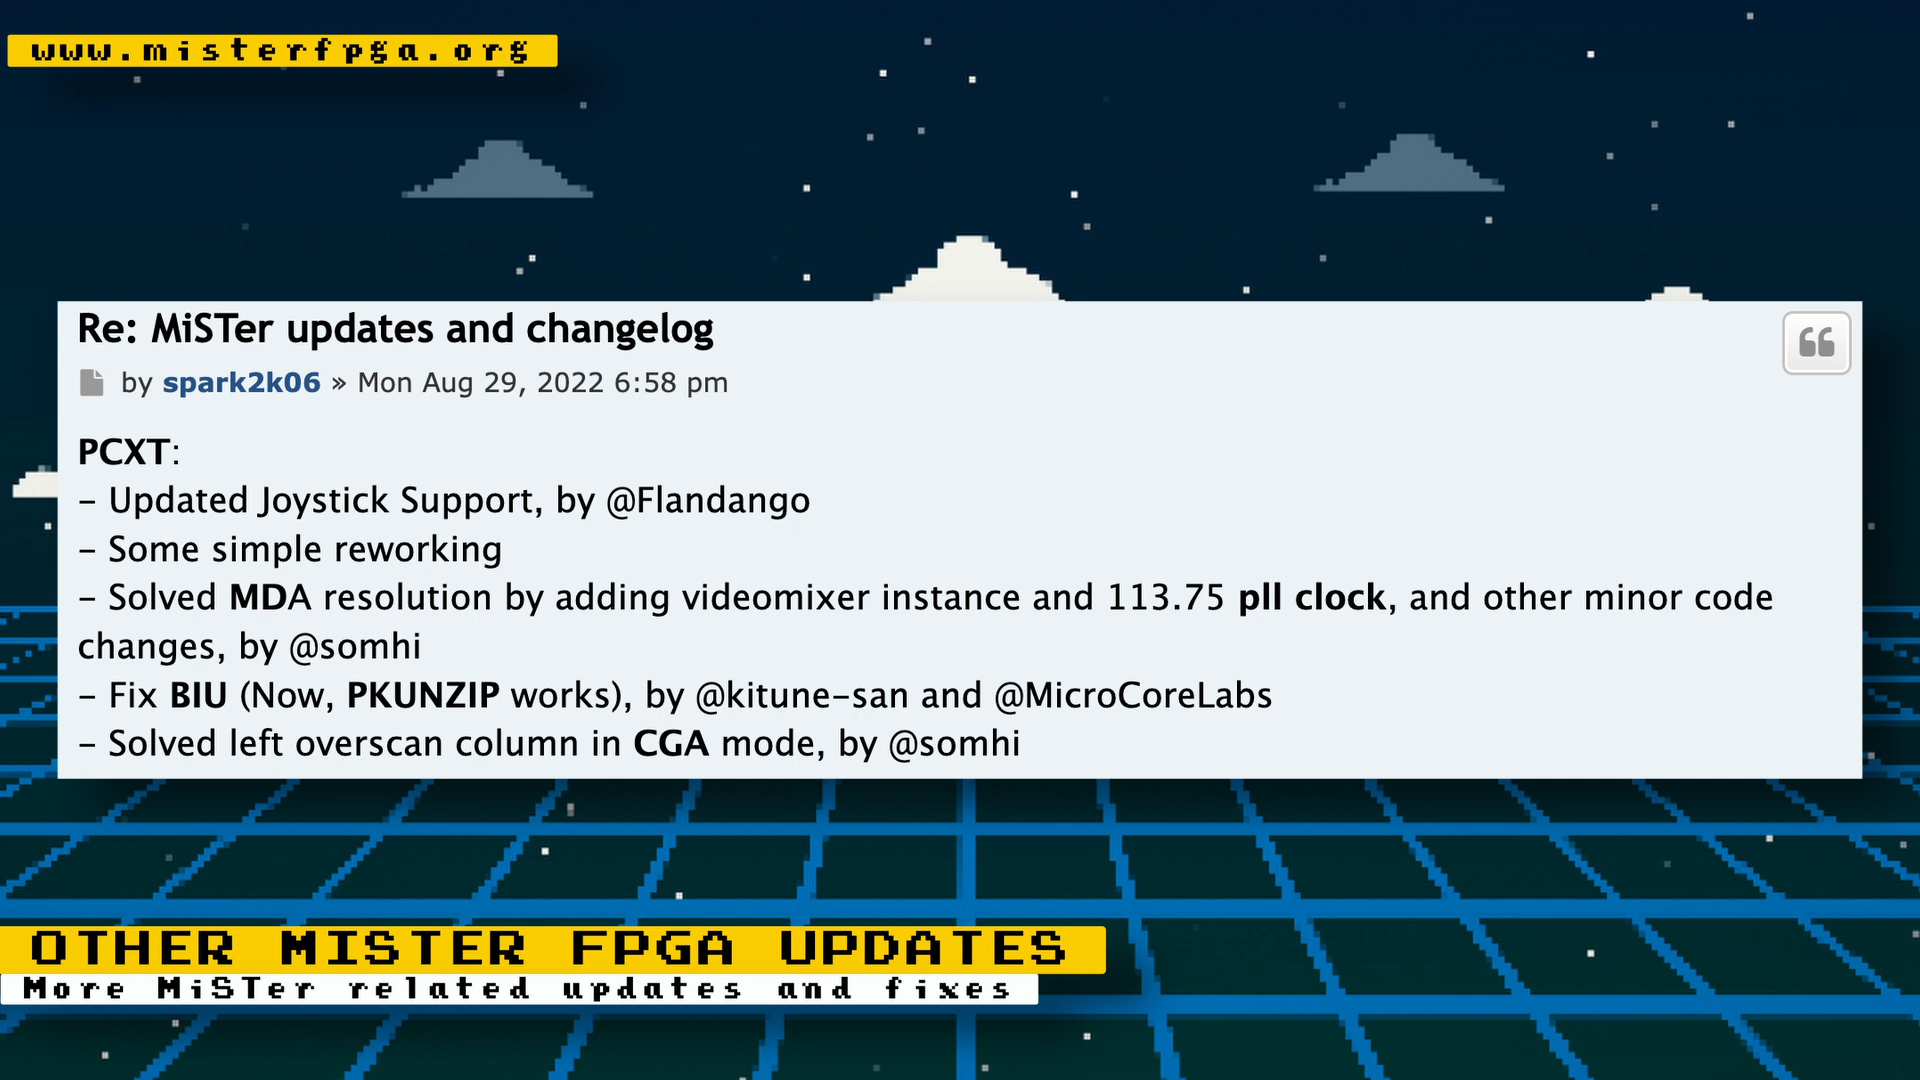 www.misterfpga.org
Re: MiSTer updates and changelog
by spark2k06 » Mon Aug 29, 2022 6:58 pm
PCXT:
– Updated Joystick Support, by @Flandango
– Some simple reworking
– Solved MDA resolution by adding videomixer instance and 113.75 pll clock, and other minor code
changes, by @somhi
– Fix BIU (Now, PKUNZIP works), by @kitune-san and @MicroCoreLabs
– Solved left overscan column in CGA mode, by @somhi
OTHER MISTER FPGA UPDATES
More MiSTer related updates and fixes